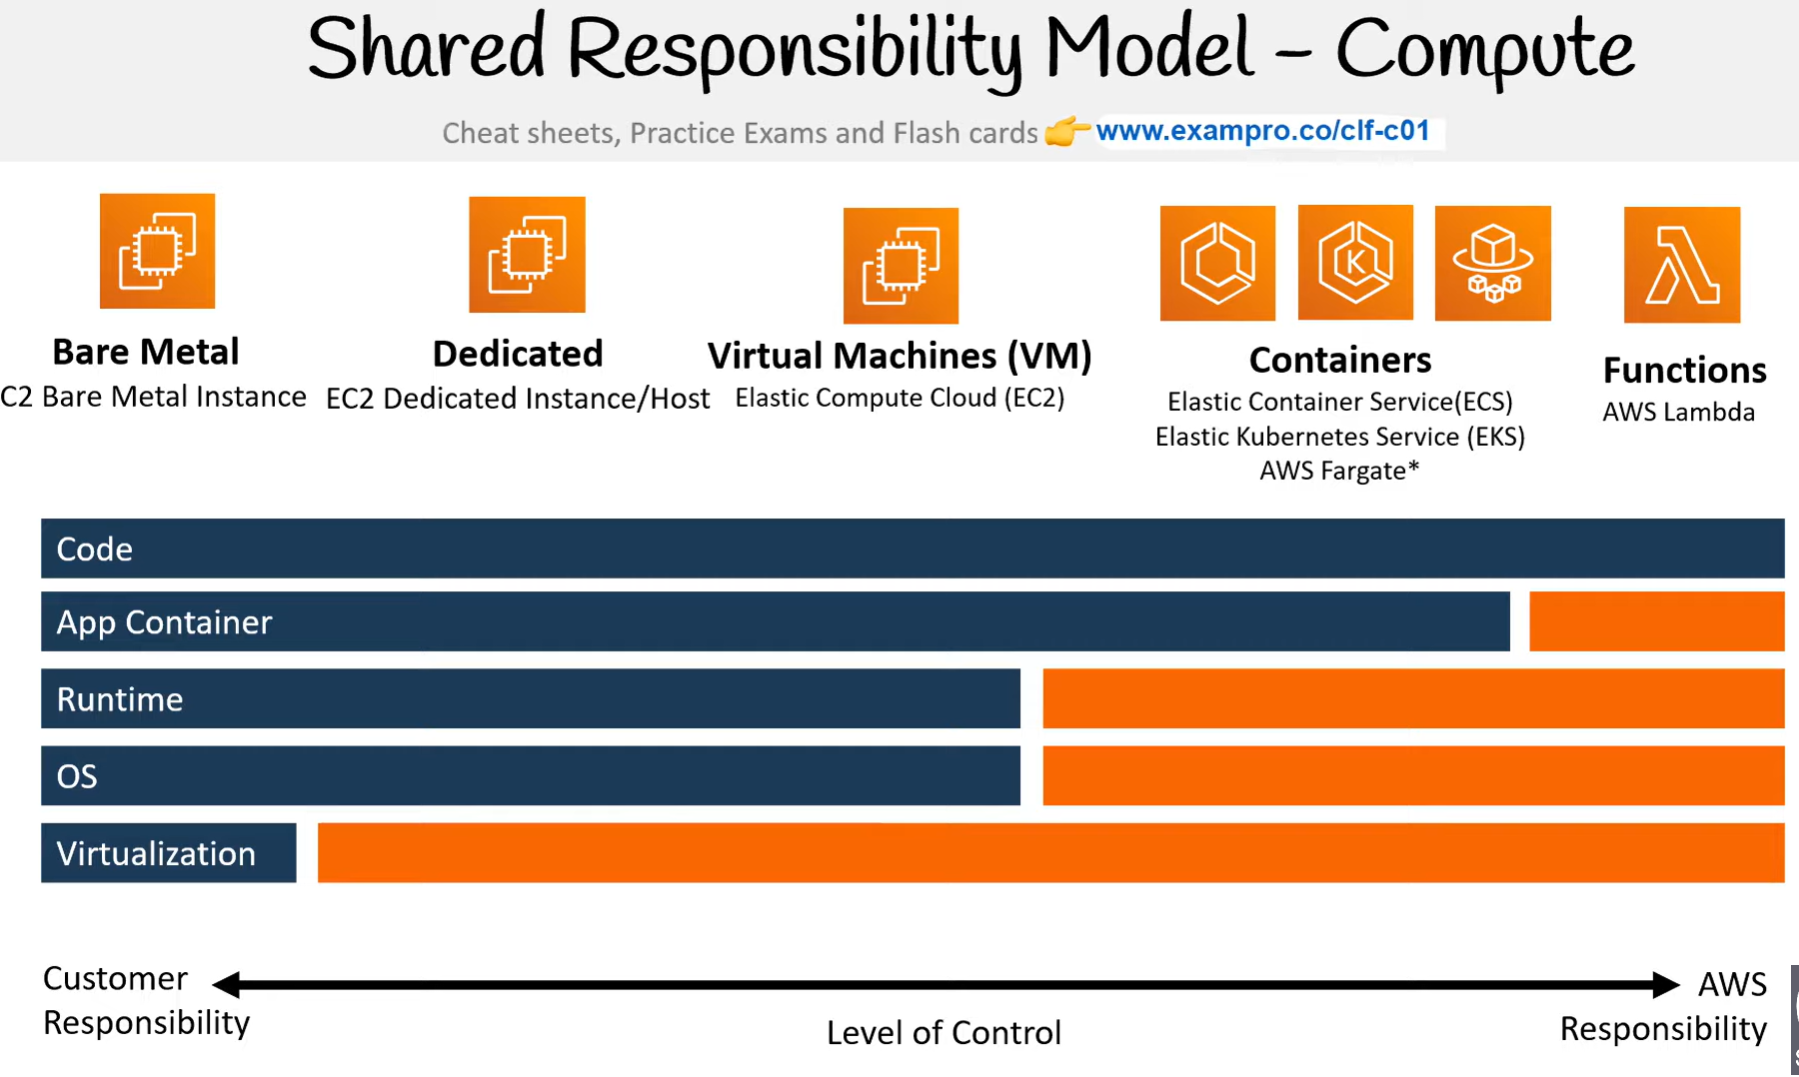 Shared Responsibility Model - Compute
Cheat sheets, Practice Exams and Flash cards 👉 www.exampro.co/clf-c01
Bare Metal
C2 Bare Metal Instance
Dedicated
EC2 Dedicated Instance/Host
Virtual Machines (VM)
Elastic Compute Cloud (EC2)
K
Containers
Elastic Container Service(ECS)
Elastic Kubernetes Service (EKS)
AWS Fargate*
Functions
AWS Lambda
Code
App Container
Runtime
OS
Virtualization
Customer
Responsibility
Level of Control
AWS
Responsibility